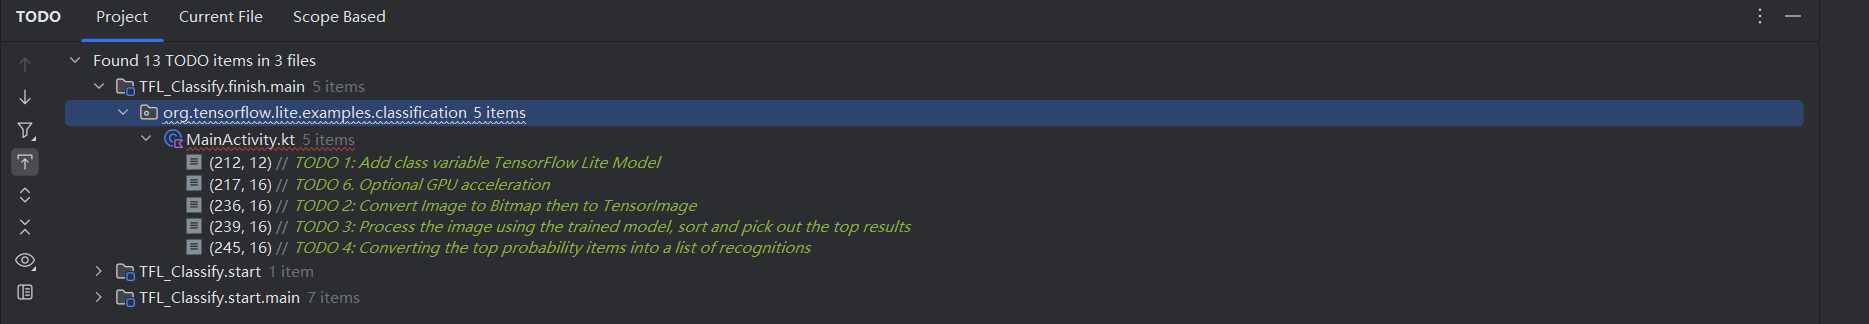 TODO Project Current File Scope Based
Found 13 TODO items in 3 files
TFL_Classify.finish.main 5 items
org.tensorflow.lite.examples.classification 5 items
MainActivity.kt 5 items
(212, 12) // TODO 1: Add class variable TensorFlow Lite Model
(217, 16) // TODO 6. Optional GPU acceleration
(236, 16) // TODO 2: Convert Image to Bitmap then to TensorImage
(239, 16) // TODO 3: Process the image using the trained model, sort and pick out the top results
(245, 16) // TODO 4: Converting the top probability items into a list of recognitions
TFL_Classify.start 1 item
TFL_Classify.start.main 7 items